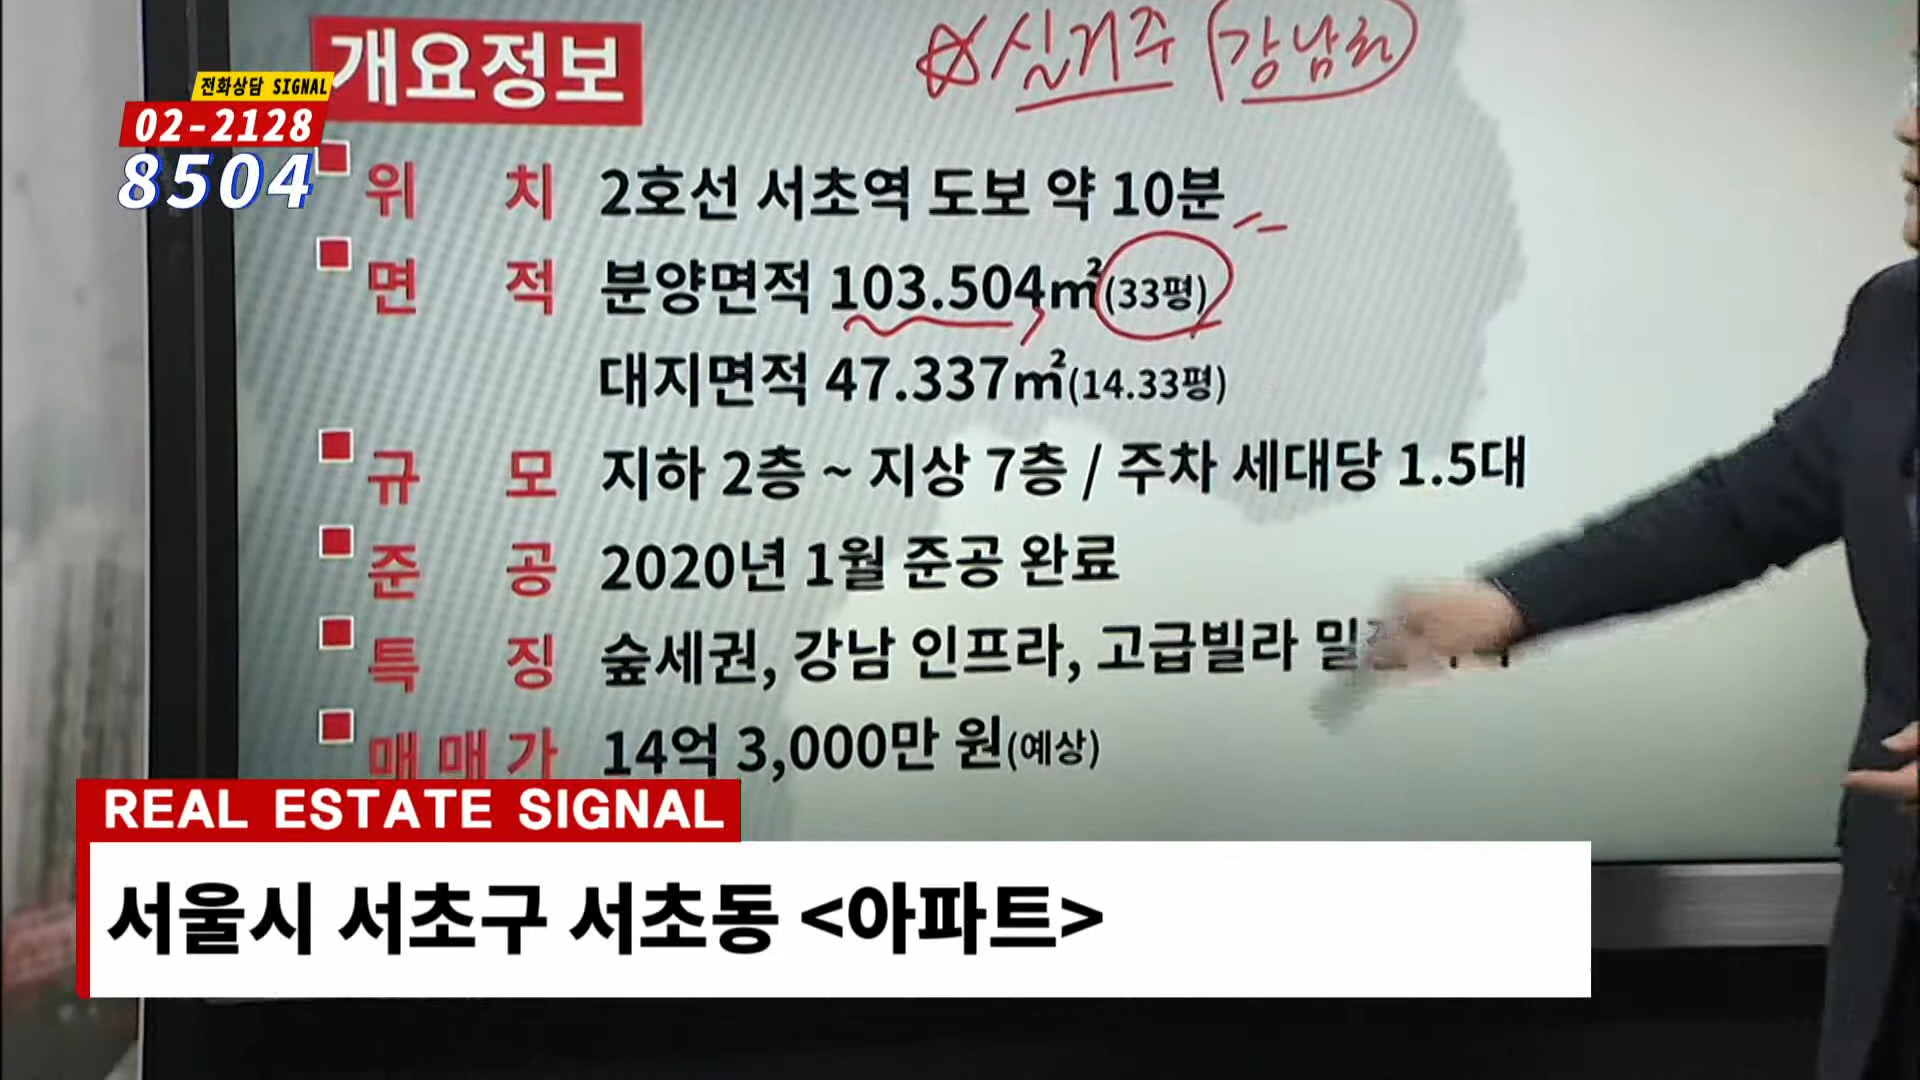 개요정보
☆ 실거주 (강남권)
전화상담 SIGNAL
02-2128
8504
위 치 2호선 서초역 도보 약 10분
면 적 분양면적 103.504㎡(33평)
대지면적 47.337㎡(14.33평)
규 모 지하 2층 ~ 지상 7층 / 주차 세대당 1.5대
준 공 2020년 1월 준공 완료
특 징 숲세권, 강남 인프라, 고급빌라
매 매 가 14억 3,000만 원(예상)
REAL ESTATE SIGNAL
서울시 서초구 서초동 <아파트>